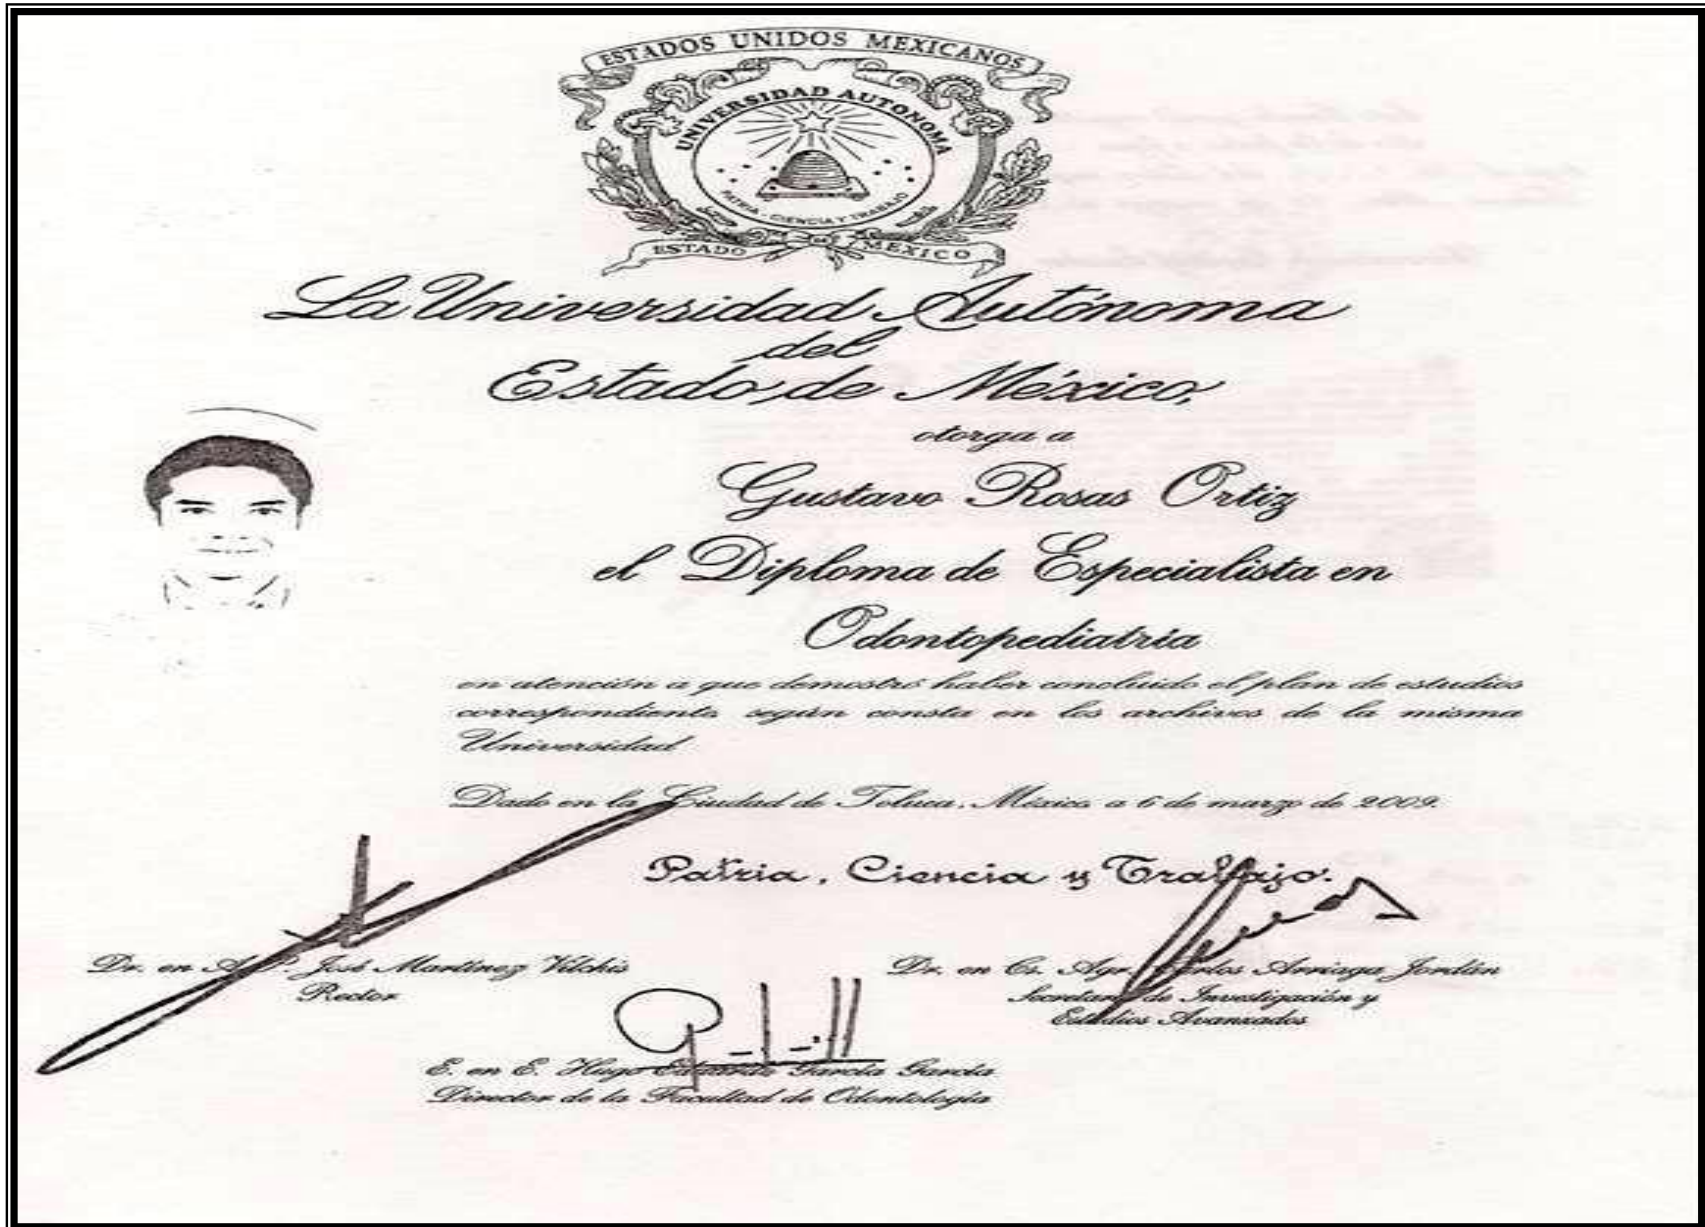 ESTADOS UNIDOS MEXICANOS
UNIVERSIDAD AUTONOMA
PATRIA, CIENCIA Y TRABAJO
ESTADO MEXICO
La Universidad Autónoma
del
Estado de México,
otorga a
Gustavo Rosas Ortiz
el Diploma de Especialista en
Odontopediatría
en atención a que demostró haber concluido el plan de estudios
correspondiente según consta en los archivos de la misma
Universidad
Dado en la Ciudad de Toluca, México a 6 de marzo de 2009.
Patria, Ciencia y Trabajo.
Dr. en A. P. José Martínez Vilchis
Rector
Dr. en Cs. Agr. Carlos Arriaga Jordán
Secretario de Investigación y
Estudios Avanzados
E. en E. Hugo García García
Director de la Facultad de Odontología